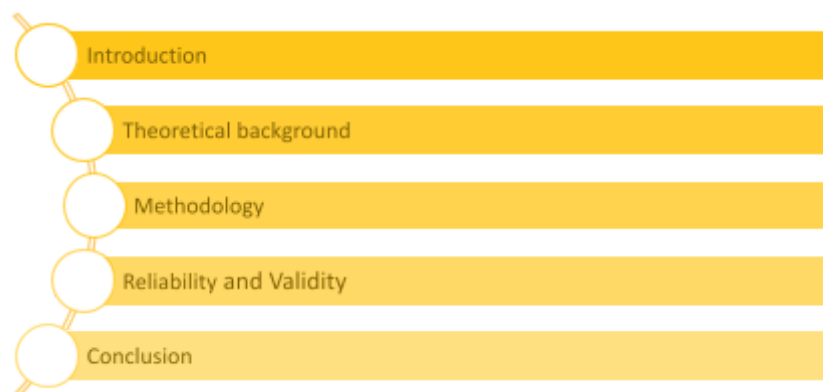 Introduction
Theoretical background
Methodology
Reliability and Validity
Conclusion